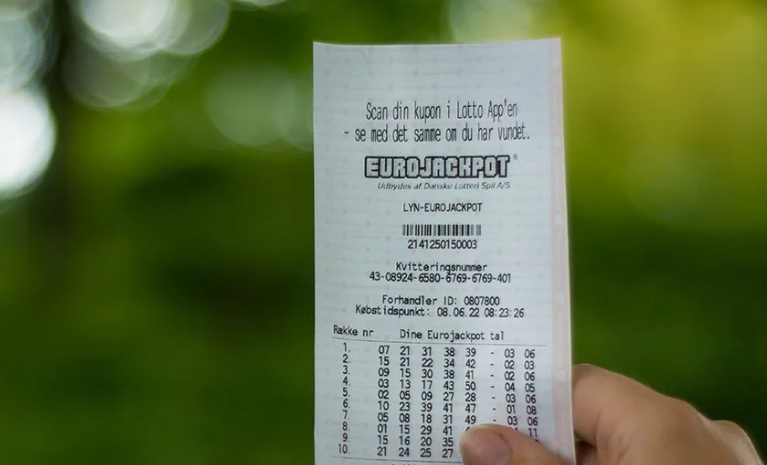 Scan din kupon i Lotto App'en
- se med det samme om du har vundet.
EUROJACKPOT®
Udbydes af Danske Lotteri Spil A/S
LYN-EUROJACKPOT
2141250150003
Kvitteringsnummer
43-08924-6580-6769-6769-401
Forhandler ID: 0807800
Købstidspunkt: 08.06.22 08:23:26
Række nr Dine Eurojackpot tal
1. 07 21 31 38 39 - 03 06
2. 15 21 22 34 42 - 02 03
3. 09 15 30 38 41 - 02 06
4. 03 13 17 43 50 - 04 05
5. 02 05 09 27 28 - 03 06
6. 10 23 39 41 47 - 01 08
7. 05 08 18 31 49 - 03 06
8. 01 15 29 41 11
9. 15 16 20 35
10. 21 24 25 27